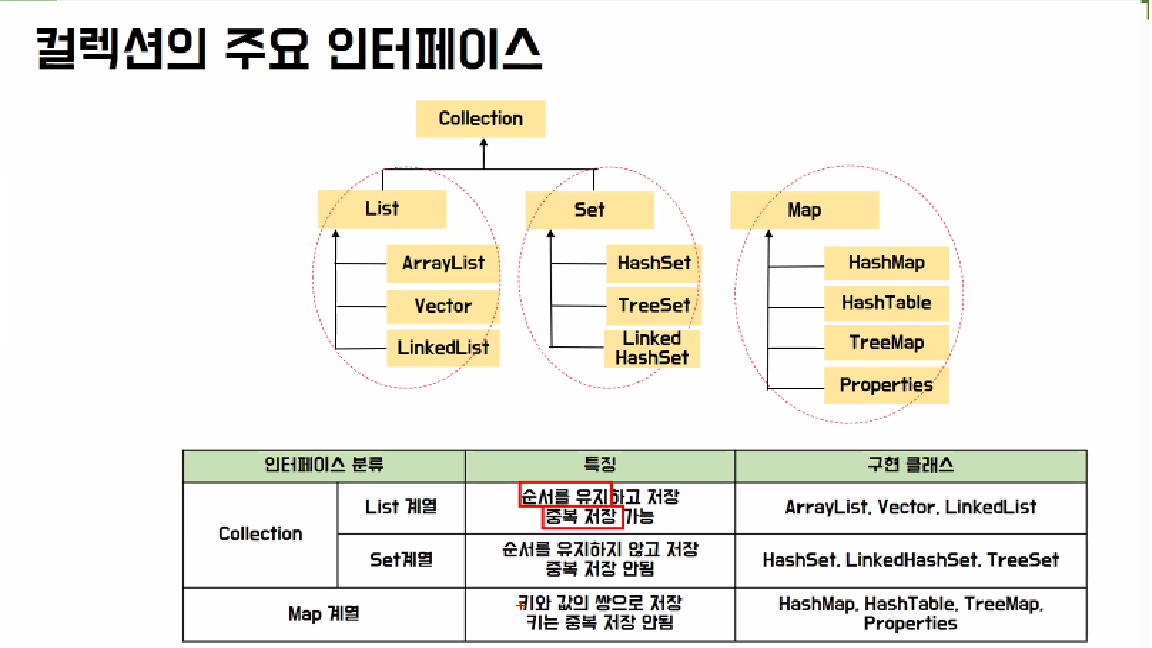 컬렉션의 주요 인터페이스
Collection
List
Set
Map
ArrayList
Vector
LinkedList
HashSet
TreeSet
Linked
HashSet
HashMap
HashTable
TreeMap
Properties
인터페이스 분류
특징
구현 클래스
Collection
List 계열
순서를 유지하고 저장
중복 저장 가능
ArrayList, Vector, LinkedList
Set계열
순서를 유지하지 않고 저장
중복 저장 안됨
HashSet, LinkedHashSet, TreeSet
Map 계열
키와 값의 쌍으로 저장
키는 중복 저장 안됨
HashMap, HashTable, TreeMap,
Properties